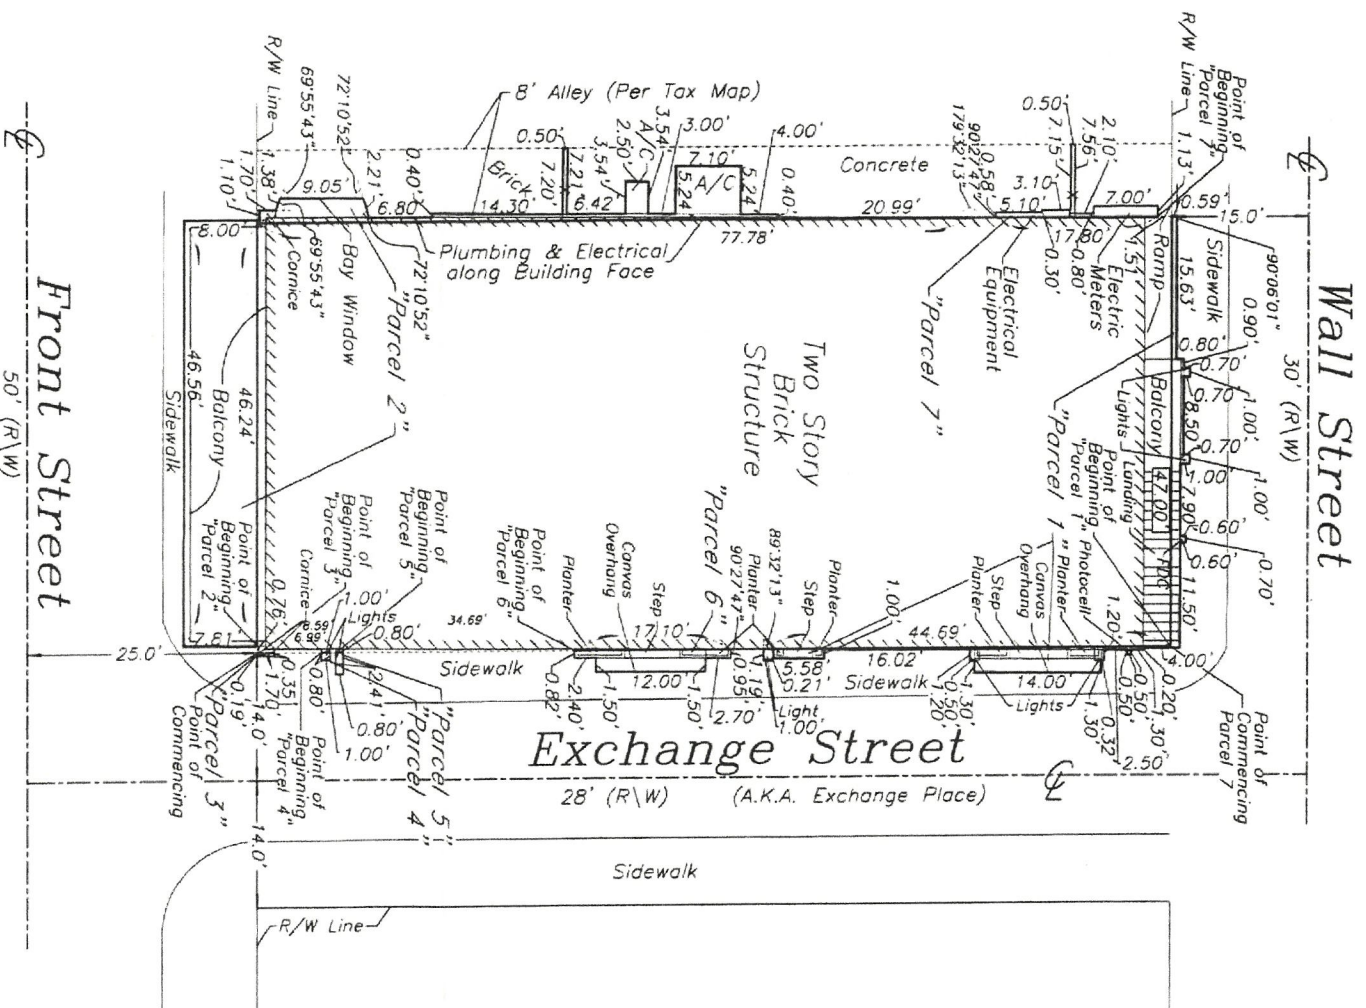 R/W Line
69°55'43"
72°10'52"
8' Alley (Per Tax Map)
0.50'
3.54'
2.50'
A/C
3.54'
3.00'
4.00'
7.10'
A/C
5.24'
5.24'
0.40'
Concrete
179°32'13"
90°27'47"
0.58'
0.50'
7.15'
7.56'
2.10'
3.10'
5.10'
7.00'
R/W Line
1.13'
Point of
Beginning
"Parcel 7"
0.59'
15.0'
1.10'
1.70'
1.38'
9.05'
2.21'
6.80'
0.40'
Brick
14.30'
7.20'
7.21'
6.42'
20.99'
77.78'
17.80'
0.30'
0.80'
1.51'
8.00'
Cornice
69°55'43"
Bay Window
72°10'52"
"Parcel 2"
Plumbing & Electrical
along Building Face
Electrical
Equipment
Electric
Meters
Ramp
15.63'
Sidewalk
90°06'01"
"Parcel 7"
Two Story
Brick
Structure
46.56'
46.24'
Balcony
Sidewalk
Front Street
50' (R\W)
Wall Street
30' (R\W)
0.80'
0.90'
0.70'
0.70'
1.00'
8.50'
0.70'
1.00'
1.00'
7.90'
0.60'
0.60'
0.70'
11.50'
Balcony
Lights
47.00'
FDC
Landing
"Parcel 1"
Point of
Beginning
"Parcel 1"
Photocell
Planter
Canvas
Overhang
Step
Planter
1.20'
4.00'
Point of
Beginning
"Parcel 2"
7.81'
0.76'
Cornice
Point of
Beginning
"Parcel 3"
Point of
Beginning
"Parcel 5"
8.59'
6.99'
1.00'
Lights
0.80'
34.69'
Point of
Beginning
"Parcel 6"
Planter
Canvas
Overhang
Step
17.10'
"Parcel 6"
90°27'47"
Planter
89°32'13"
Step
Planter
1.00'
44.69'
25.0'
Sidewalk
12.00'
5.58'
16.02'
0.21'
Sidewalk
14.00'
Lights
0.82'
2.40'
1.50'
1.50'
2.70'
0.95'
1.19'
Light
1.00'
1.20'
0.50'
1.30'
1.30'
0.32
0.50'
0.50'
1.30'
0.20'
2.50'
0.19'
1.70'
0.35'
0.80'
2.41'
0.80'
1.00'
14.0'
Point of
Commencing
"Parcel 3"
Point of
Beginning
"Parcel 4"
"Parcel 5"
"Parcel 4"
Point of
Commencing
Parcel 7
Exchange Street
28' (R\W)
(A.K.A. Exchange Place)
14.0'
Sidewalk
R/W Line